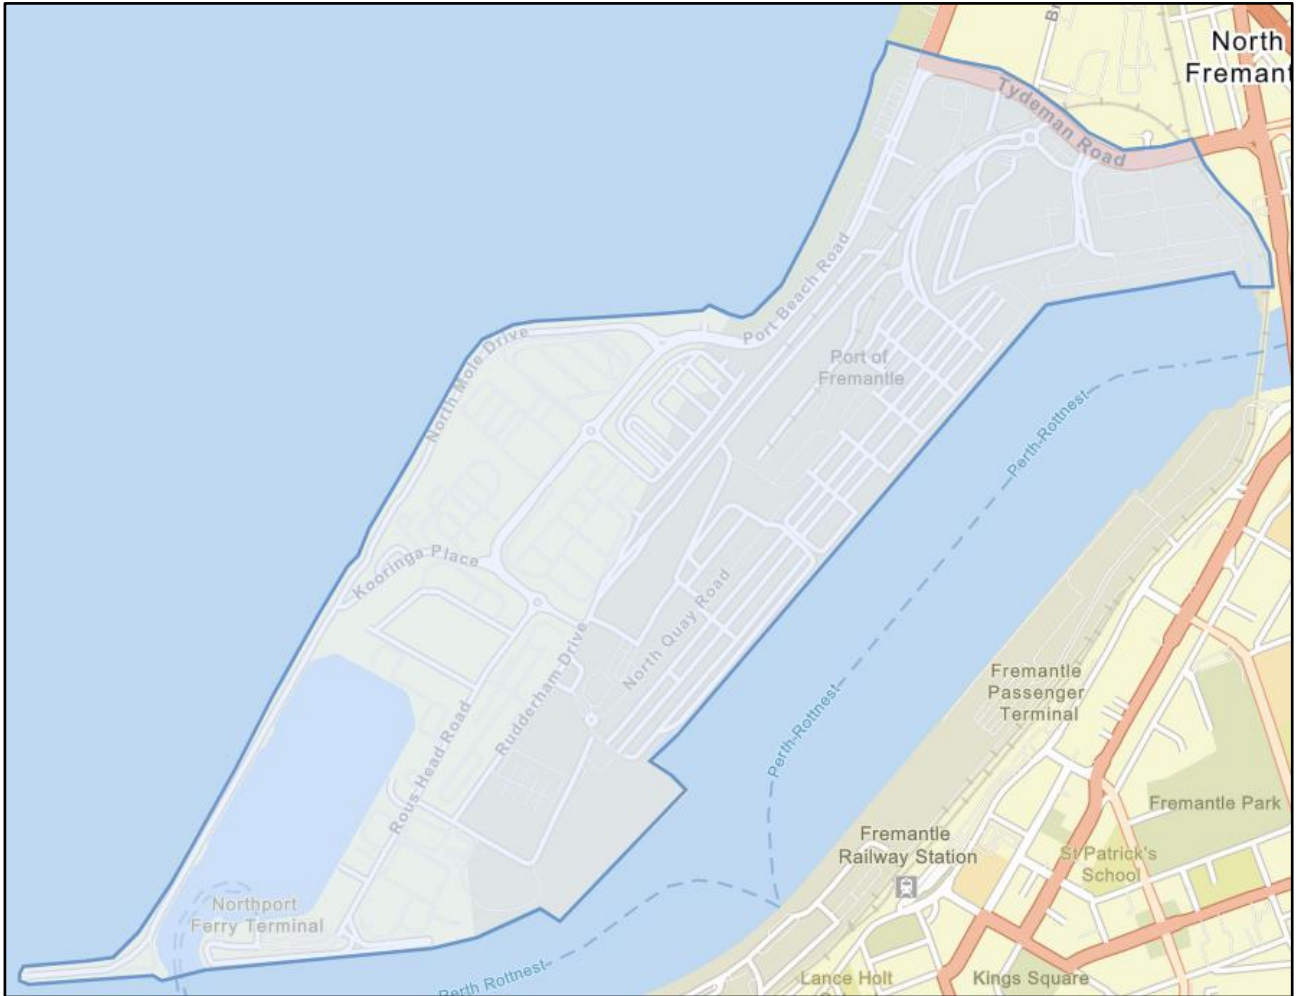 Br
North
Fremant
Tydeman Road
Port Beach Road
Port of
Fremantle
North Mole Drive
Perth-Rottnest
Kooringa Place
North Quay Road
Rudderham Drive
Fremantle
Passenger
Terminal
Perth-Rottnest
Rous Head Road
Fremantle Park
Fremantle
Railway Station
St Patrick's
School
Northport
Ferry Terminal
Perth Rottnest
Lance Holt
Kings Square